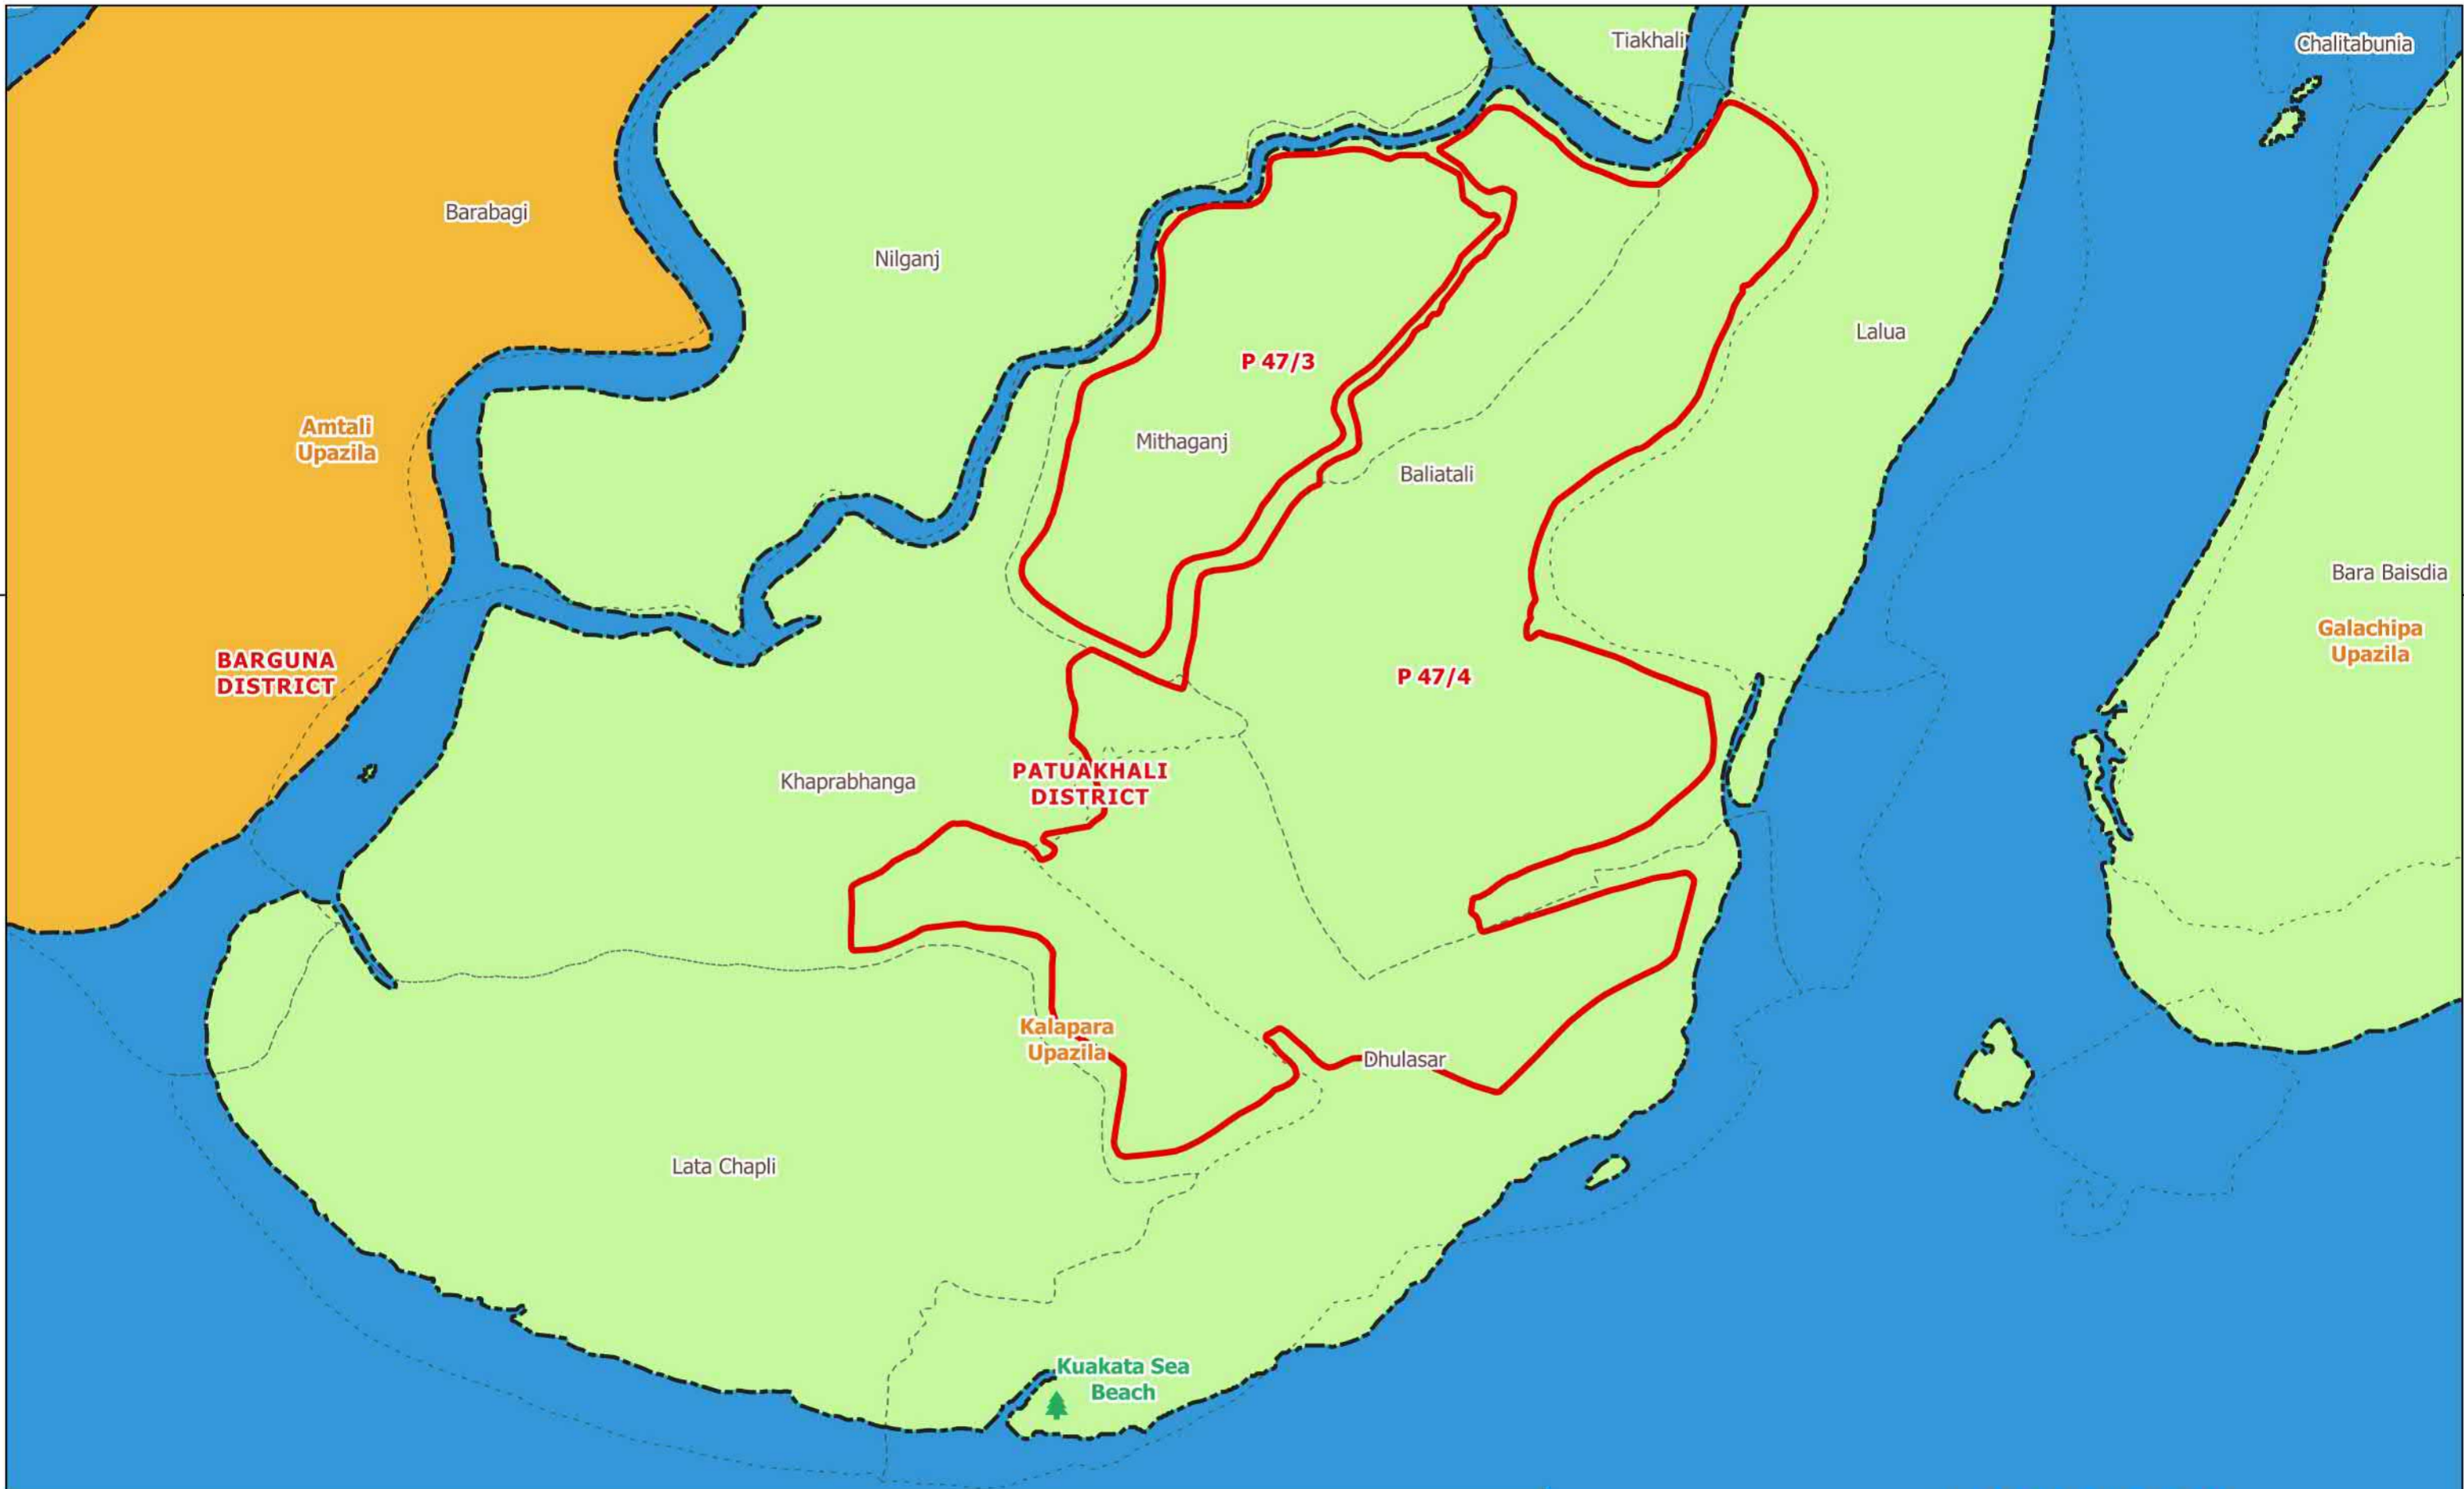 Tiakhali
Chalitabunia
Barabagi
Nilganj
Lalua
P 47/3
Amtali
Upazila
Mithaganj
Baliatali
Bara Baisdia
Galachipa
Upazila
BARGUNA
DISTRICT
P 47/4
Khaprabhanga
PATUAKHALI
DISTRICT
Kalapara
Upazila
Dhulasar
Lata Chapli
Kuakata Sea
Beach